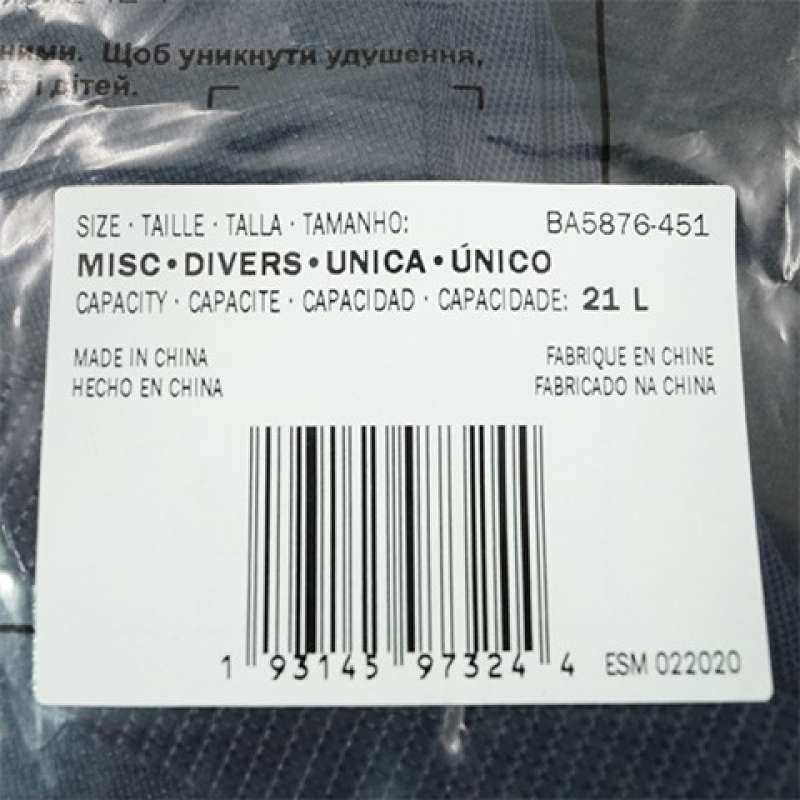 ними. Щоб уникнути удушення,
і дітей.
SIZE · TAILLE · TALLA · TAMANHO: BA5876-451
MISC • DIVERS • UNICA • ÚNICO
CAPACITY · CAPACITE · CAPACIDAD · CAPACIDADE: 21 L
MADE IN CHINA FABRIQUE EN CHINE
HECHO EN CHINA FABRICADO NA CHINA
1 93145 97324 4 ESM 022020